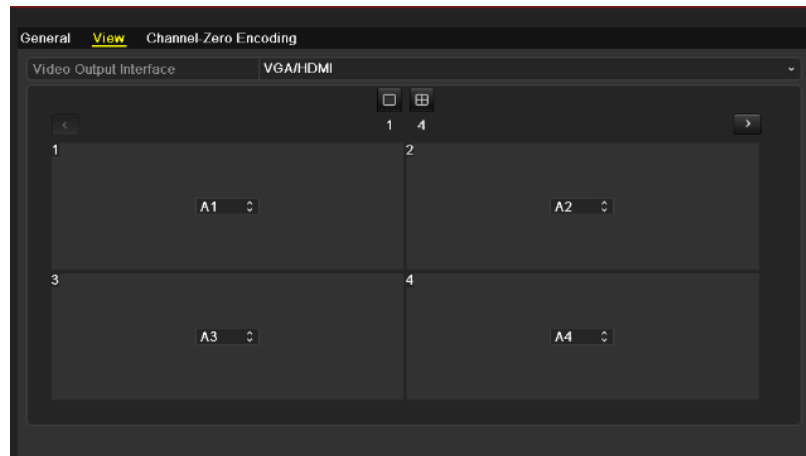 General View Channel-Zero Encoding
Video Output Interface VGA/HDMI
1 4
1 2
A1 A2
3 4
A3 A4